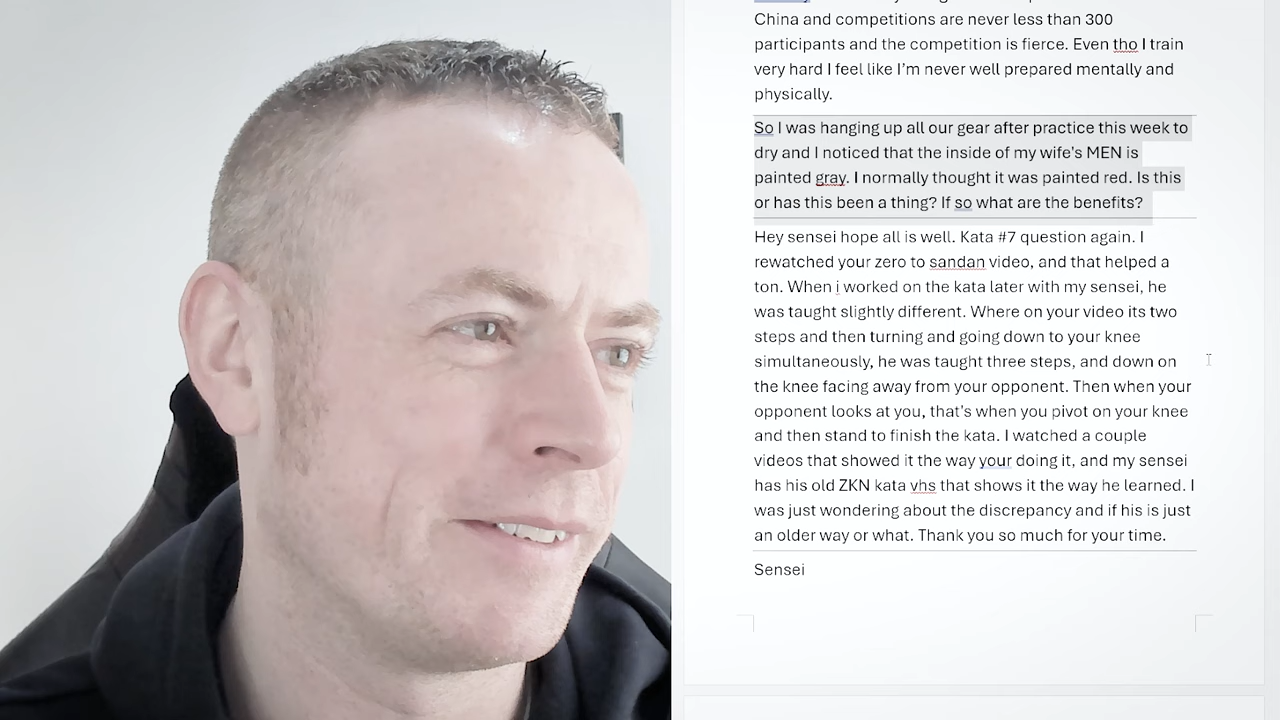 China and competitions are never less than 300
participants and the competition is fierce. Even tho I train
very hard I feel like I'm never well prepared mentally and
physically.
So I was hanging up all our gear after practice this week to
dry and I noticed that the inside of my wife's MEN is
painted gray. I normally thought it was painted red. Is this
or has this been a thing? If so what are the benefits?
Hey sensei hope all is well. Kata #7 question again. I
rewatched your zero to sandan video, and that helped a
ton. When i worked on the kata later with my sensei, he
was taught slightly different. Where on your video its two
steps and then turning and going down to your knee
simultaneously, he was taught three steps, and down on
the knee facing away from your opponent. Then when your
opponent looks at you, that's when you pivot on your knee
and then stand to finish the kata. I watched a couple
videos that showed it the way your doing it, and my sensei
has his old ZKN kata vhs that shows it the way he learned. I
was just wondering about the discrepancy and if his is just
an older way or what. Thank you so much for your time.
Sensei